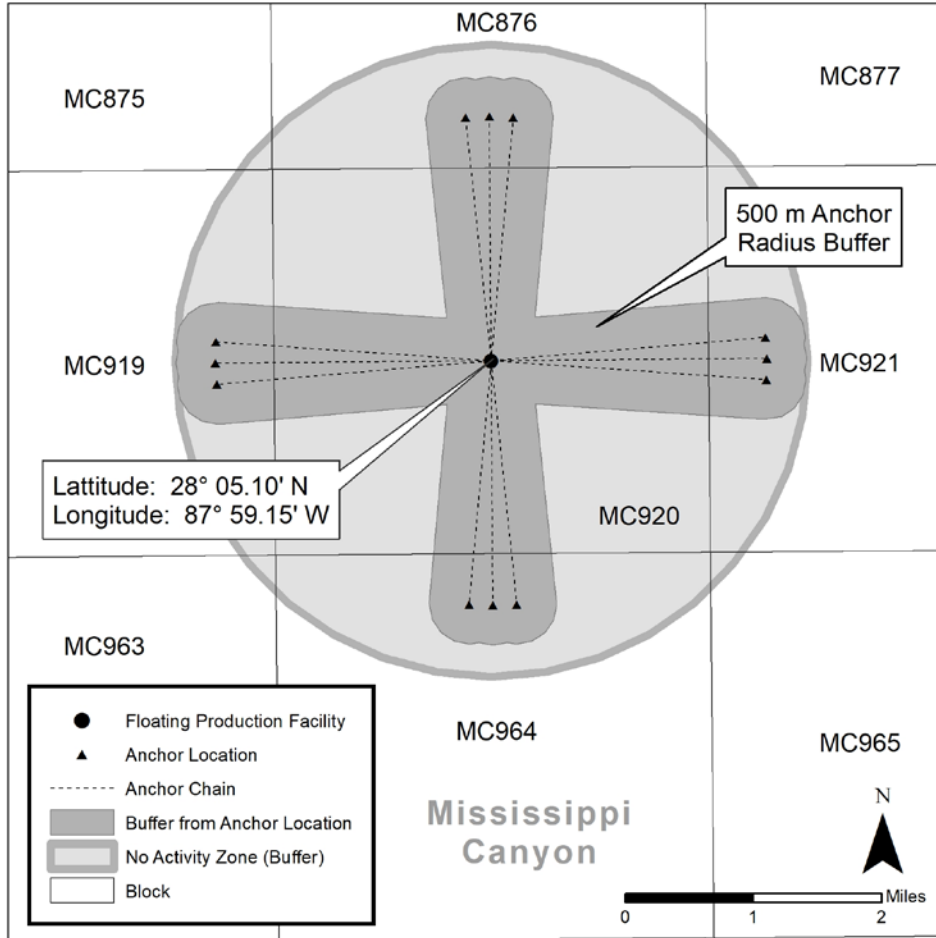 MC876
MC875
MC877
500 m Anchor
Radius Buffer
MC919
MC921
Lattitude: 28° 05.10' N
Longitude: 87° 59.15' W
MC920
MC963
MC964
MC965
Floating Production Facility
Anchor Location
Anchor Chain
Buffer from Anchor Location
No Activity Zone (Buffer)
Block
Mississippi
Canyon
N
Miles
0 1 2